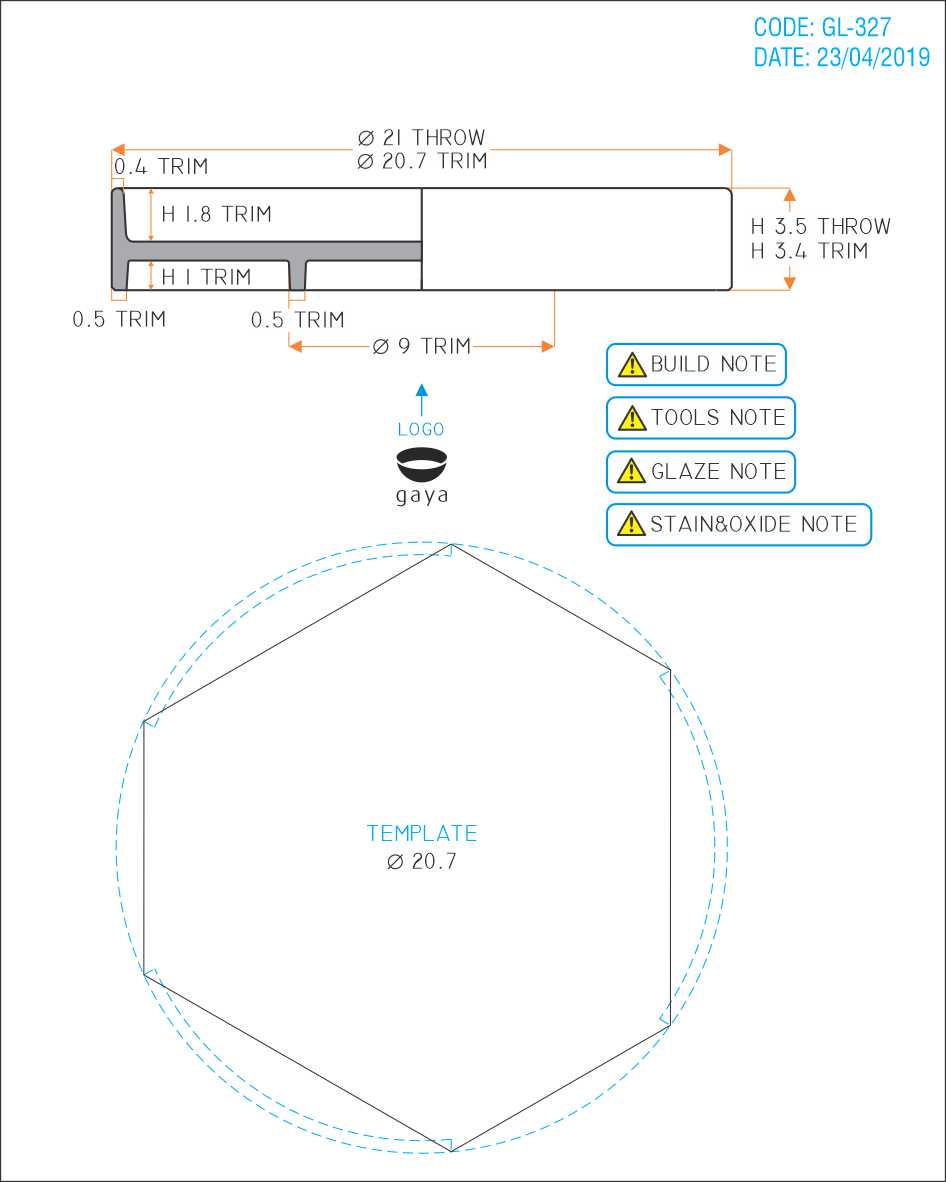 CODE: GL-327
DATE: 23/04/2019
Ø 21 THROW
Ø 20.7 TRIM
0.4 TRIM
H 1.8 TRIM
H 3.5 THROW
H 3.4 TRIM
H 1 TRIM
0.5 TRIM
0.5 TRIM
Ø 9 TRIM
BUILD NOTE
TOOLS NOTE
LOGO
gaya
GLAZE NOTE
STAIN&OXIDE NOTE
TEMPLATE
Ø 20.7